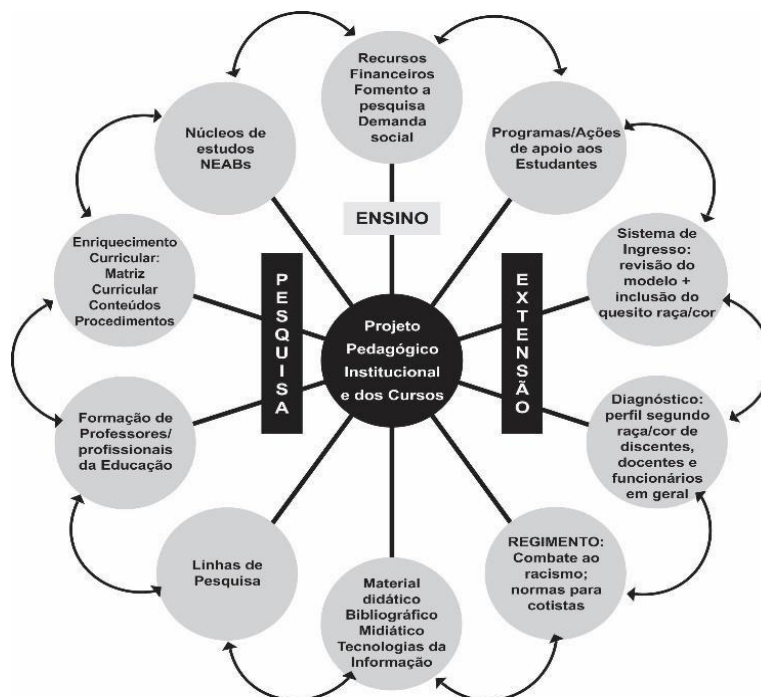 Recursos
Financeiros
Fomento a
pesquisa
Demanda
social
Programas/Ações
de apoio aos
Estudantes
Sistema de
Ingresso:
revisão do
modelo +
inclusão do
quesito raça/cor
Diagnóstico:
perfil segundo
raça/cor de
discentes,
docentes e
funcionários
em geral
REGIMENTO:
Combate ao
racismo;
normas para
cotistas
Material
didático
Bibliográfico
Midiático
Tecnologias da
Informação
Linhas de
Pesquisa
Formação de
Professores/
profissionais
da Educação
Enriquecimento
Curricular:
Matriz
Curricular
Conteúdos
Procedimentos
Núcleos de
estudos
NEABs
ENSINO
PESQUISA
EXTENSÃO
Projeto
Pedagógico
Institucional
e dos Cursos